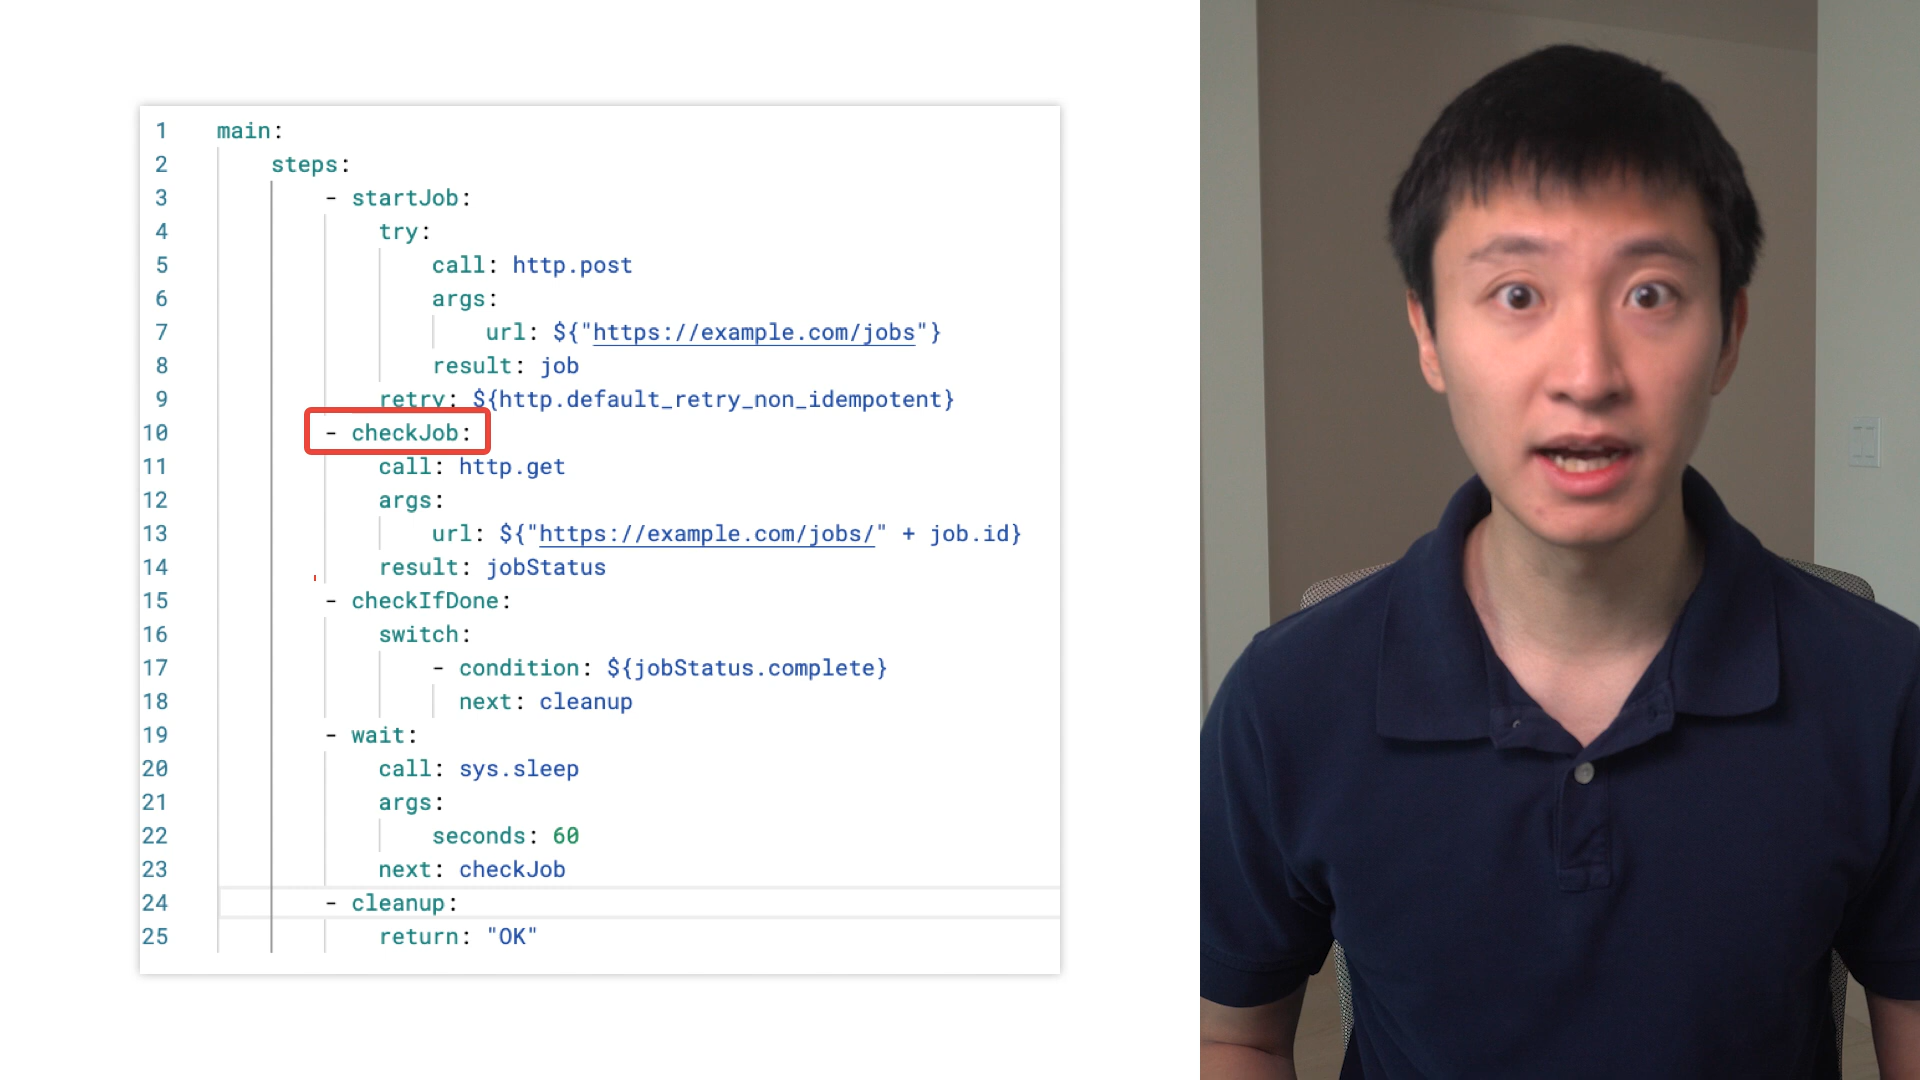 1 main:
2 steps:
3 - startJob:
4 try:
5 call: http.post
6 args:
7 url: ${"https://example.com/jobs"}
8 result: job
9 retry: ${http.default_retry_non_idempotent}
10 - checkJob:
11 call: http.get
12 args:
13 url: ${"https://example.com/jobs/" + job.id}
14 result: jobStatus
15 - checkIfDone:
16 switch:
17 - condition: ${jobStatus.complete}
18 next: cleanup
19 - wait:
20 call: sys.sleep
21 args:
22 seconds: 60
23 next: checkJob
24 - cleanup:
25 return: "OK"